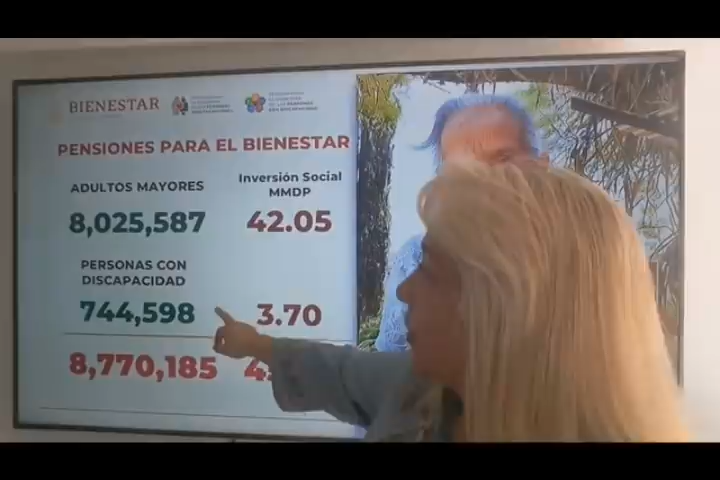 BIENESTAR
PENSIONES PARA EL BIENESTAR
ADULTOS MAYORES
Inversión Social
MMDP
8,025,587
42.05
PERSONAS CON
DISCAPACIDAD
744,598
3.70
8,770,185